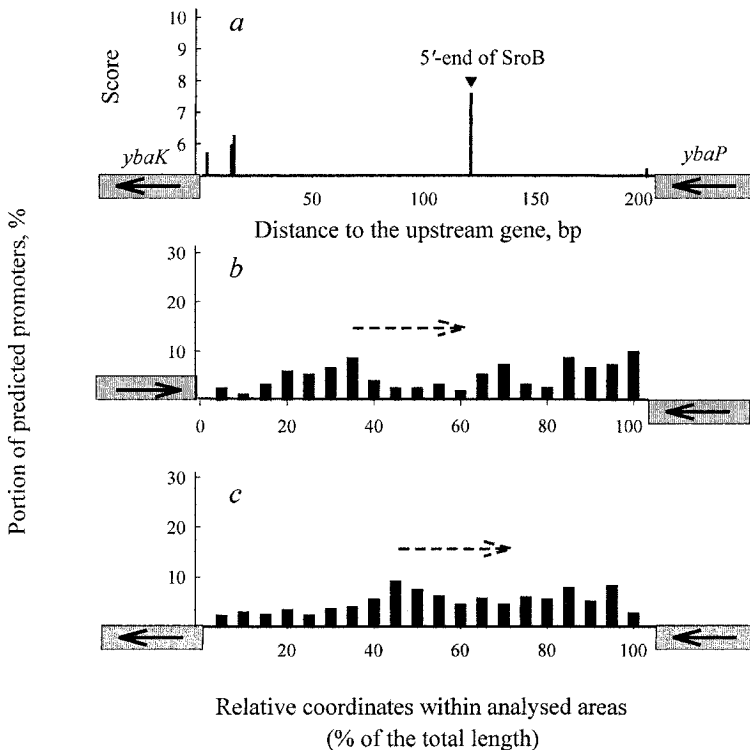 Portion of predicted promoters, %
a
Score
10
9
8
7
6
5'-end of SroB
ybaK
ybaP
50 100 150 200
Distance to the upstream gene, bp
b
30
20
10
0 20 40 60 80 100
c
30
20
10
20 40 60 80 100
Relative coordinates within analysed areas
(% of the total length)